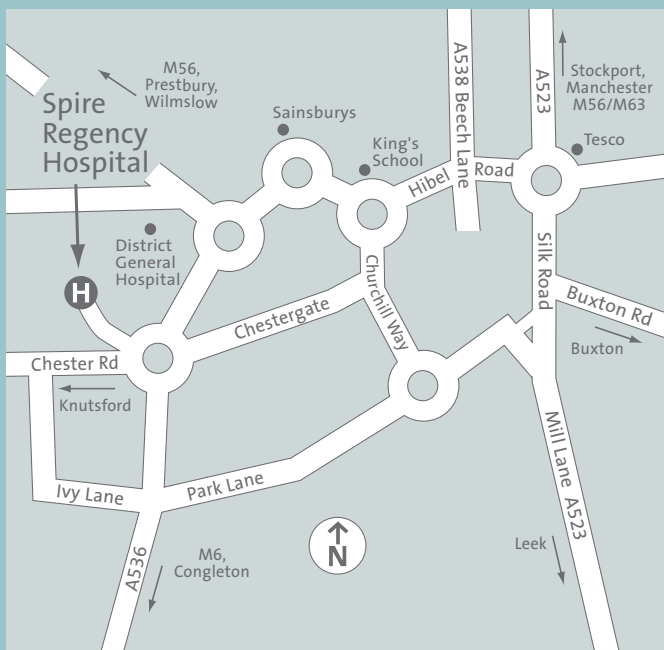 M56,
Prestbury,
Wilmslow
Spire
Regency
Hospital
Sainsburys
King's
School
A538 Beech Lane
A523
Stockport,
Manchester
M56/M63
Tesco
Hibel Road
District
General
Hospital
H
Silk Road
Buxton Rd
Buxton
Churchill Way
Chestergate
Chester Rd
Knutsford
Ivy Lane
Park Lane
Mill Lane A523
Leek
N
A536
M6,
Congleton